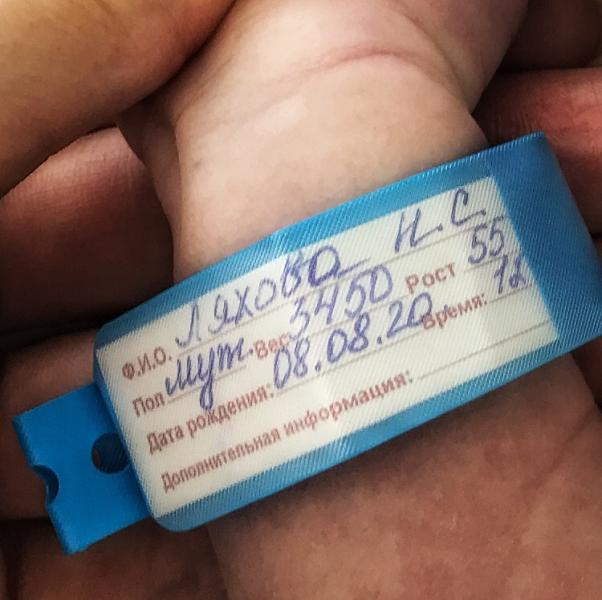 Ф.И.О. Ляхова Н.С.
Пол муж. Вес 3450 Рост 55
Дата рождения: 08.08.20 Время: 12
Дополнительная информация: